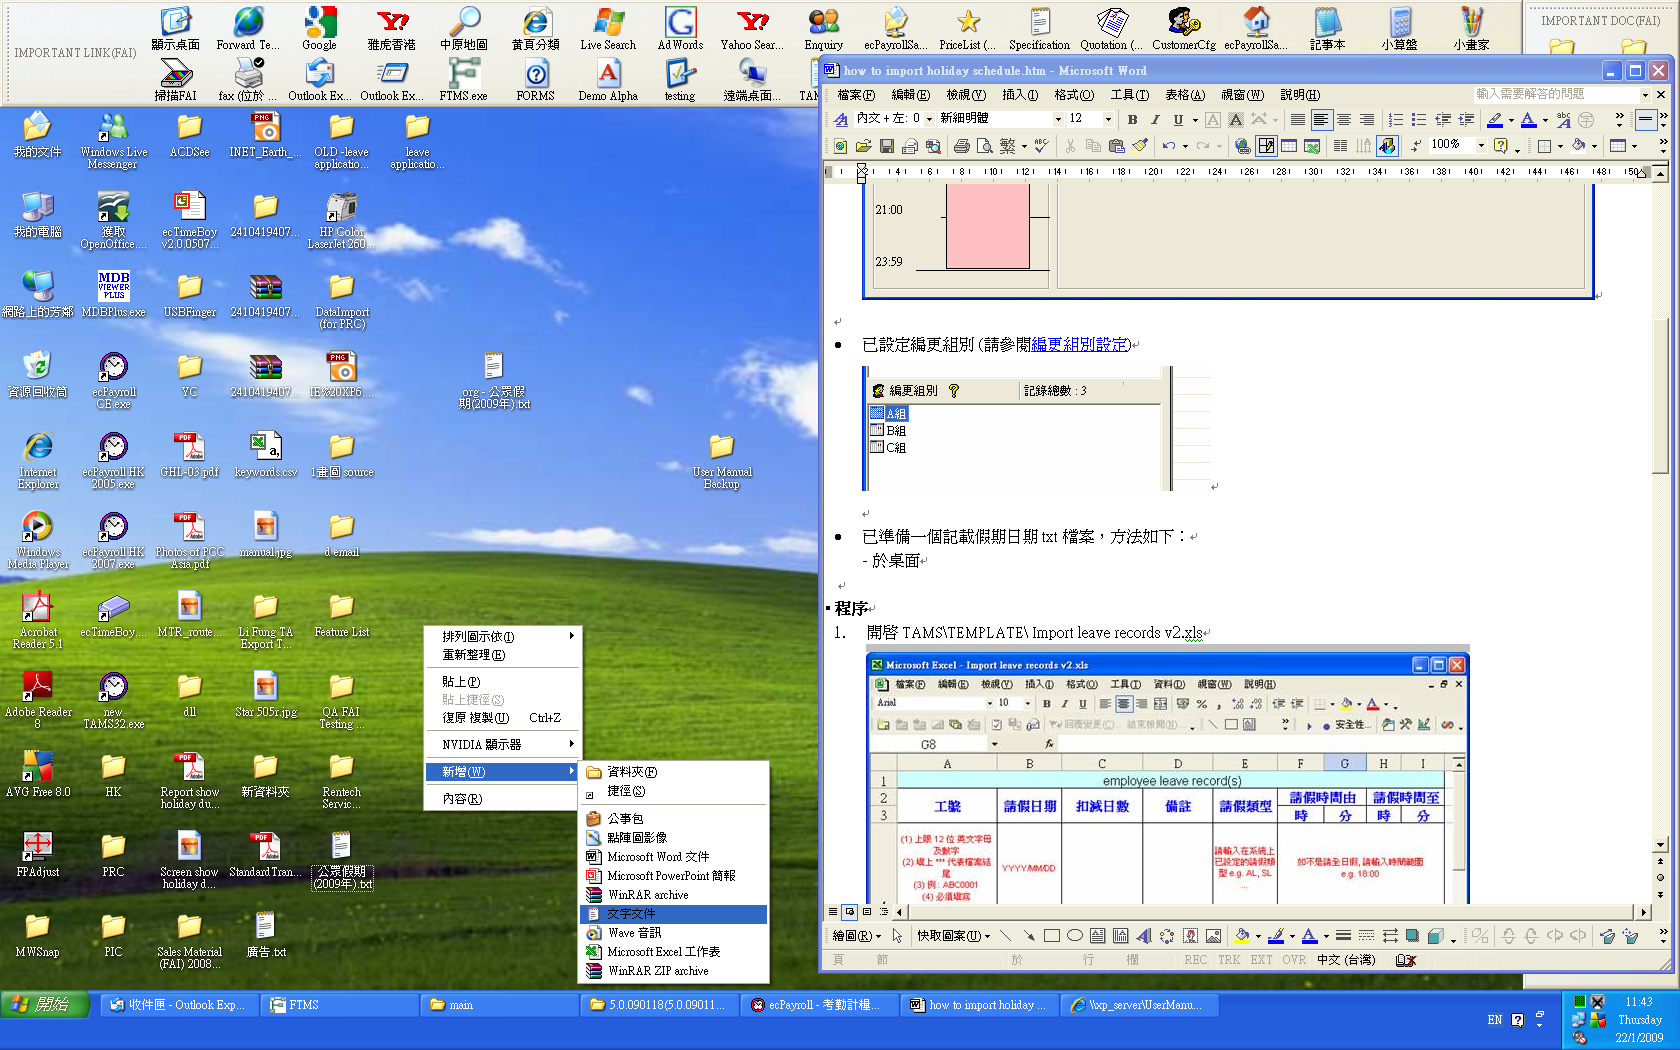 IMPORTANT LINK(FAI)
顯示桌面
Forward Te...
Google
雅虎香港
中原地圖
黃頁分類
Live Search
AdWords
Yahoo Sear...
Enquiry
ecPayrollSa...
PriceList (...
Specification
Quotation (...
CustomerCfg
ecPayrollSa...
記事本
小算盤
小畫家
IMPORTANT DOC(FAI)
掃描FAI
fax (位於 ...
Outlook Ex...
Outlook Ex...
FTMS.exe
FORMS
Demo Alpha
testing
遠端桌面...
我的文件
Windows Live Messenger
ACDSee
INET_Earth_...
OLD -leave applicatio...
leave applicatio...
我的電腦
獲取 OpenOffice....
ecTimeBoy v2.0.0507...
2410419407...
HP Color LaserJet 260...
網路上的芳鄰
MDB VIEWER PLUS
MDBPlus.exe
USBFinger
2410419407...
DataImport (for PRC)
資源回收筒
ecPayroll CE.exe
YC
2410419407...
IE%20XP6....
org - 公眾假期(2009年).txt
Internet Explorer
ecPayroll HK 2005.exe
GHL-03.pdf
keywords.csv
1畫圖 source
User Manual Backup
Windows Media Player
ecPayroll HK 2007.exe
Photos of PCC Asia.pdf
manual.jpg
d email
Acrobat Reader 5.1
ecTimeBoy...
MTR_route...
Li Fung TA Export T...
Feature List
Adobe Reader 8
new TAMS32.exe
dll
Star 505r.jpg
QA FAI Testing ...
AVG Free 8.0
HK
Report show holiday du...
新資料夾
Rentech Servic...
FPAdjust
PRC
Screen show holiday d...
StandardTran...
公眾假期(2009年).txt
MWSnap
PIC
Sales Material (FAI) 2008...
廣告.txt
排列圖示依(I)
重新整理(E)
貼上(P)
貼上捷徑(S)
復原 複製(U) Ctrl+Z
NVIDIA 顯示器
新增(W)
內容(R)
資料夾(F)
捷徑(S)
公事包
點陣圖影像
Microsoft Word 文件
Microsoft PowerPoint 簡報
WinRAR archive
文字文件
Wave 音訊
Microsoft Excel 工作表
WinRAR ZIP archive
how to import holiday schedule.htm - Microsoft Word
檔案(F) 編輯(E) 檢視(V) 插入(I) 格式(O) 工具(T) 表格(A) 視窗(W) 說明(H)
輸入需要解答的問題
內文 + 左: 0 新細明體 12 B I U A A
100%
21:00
23:59
已設定編更組別 (請參閱編更組別設定)
編更組別 記錄總數 : 3
A組
B組
C組
已準備一個記載假期日期 txt 檔案，方法如下：
- 於桌面
程序
1. 開啓 TAMS\TEMPLATE\ Import leave records v2.xls
Microsoft Excel - Import leave records v2.xls
檔案(F) 編輯(E) 檢視(V) 插入(I) 格式(O) 工具(T) 資料(D) 視窗(W) 說明(H)
Arial 10 B I U
回覆變更(C)... 結束檢閱(N)... 安全性...
G8 fx
A B C D E F G H I
1 employee leave record(s)
2 工號 請假日期 扣減日數 備註 請假類型 請假時間由 請假時間至
3 時 分 時 分
(1) 上限 12 位 英文字母及數字
(2) 填上 *** 代表檔案結尾
(3) 例 : ABC0001
(4) 必須填寫
YYYY/MM/DD
請輸入在系統上已設定的請假類型 e.g. AL, SL ...
如不是請全日假, 請輸入時間範圍 e.g. 18:00
繪圖(R) 快取圖案(U)
頁 節 於 行 欄 REC TRK EXT OVR 中文 (台灣)
開始
收件匣 - Outlook Exp...
FTMS
main
5.0.090118(5.0.09011...
ecPayroll - 考勤計糧...
how to import holiday ...
\\xp_server\UserManu...
EN
11:43
Thursday
22/1/2009